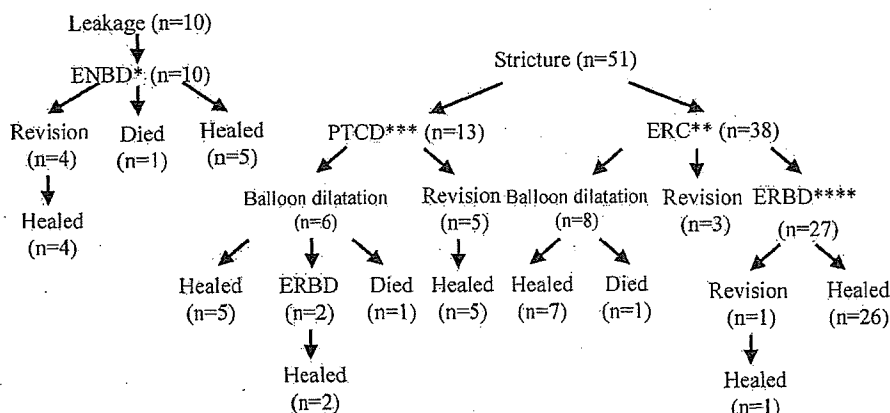 Leakage (n=10)
ENBD* (n=10)
Revision
(n=4)
Died
(n=1)
Healed
(n=5)
Healed
(n=4)
Stricture (n=51)
PTCD*** (n=13)
ERC** (n=38)
Balloon dilatation
(n=6)
Revision
(n=5)
Balloon dilatation
(n=8)
Revision
(n=3)
ERBD****
(n=27)
Healed
(n=5)
ERBD
(n=2)
Died
(n=1)
Healed
(n=5)
Healed
(n=7)
Died
(n=1)
Revision
(n=1)
Healed
(n=26)
Healed
(n=2)
Healed
(n=1)